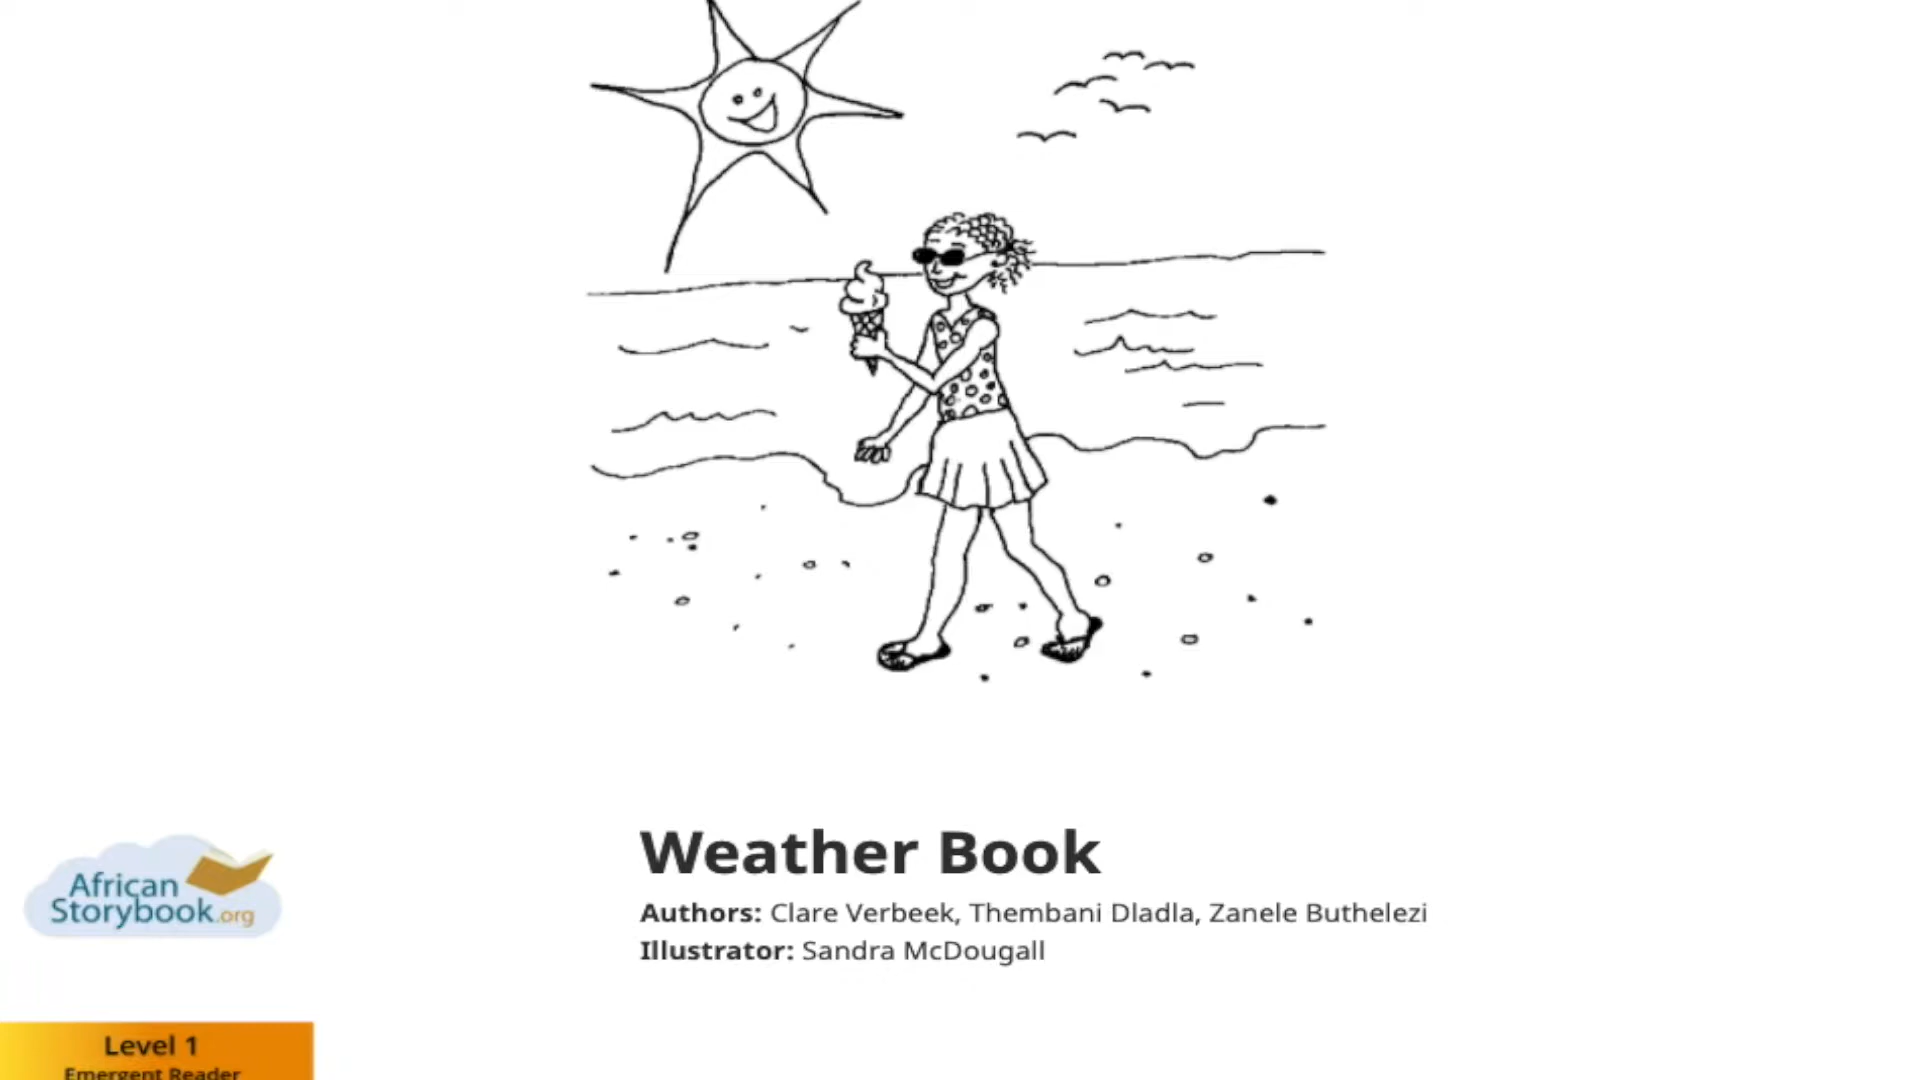 Weather Book
Authors: Clare Verbeek, Thembani Dladla, Zanele Buthelezi
Illustrator: Sandra McDougall
African
Storybook.org
Level 1
Emergent Reader